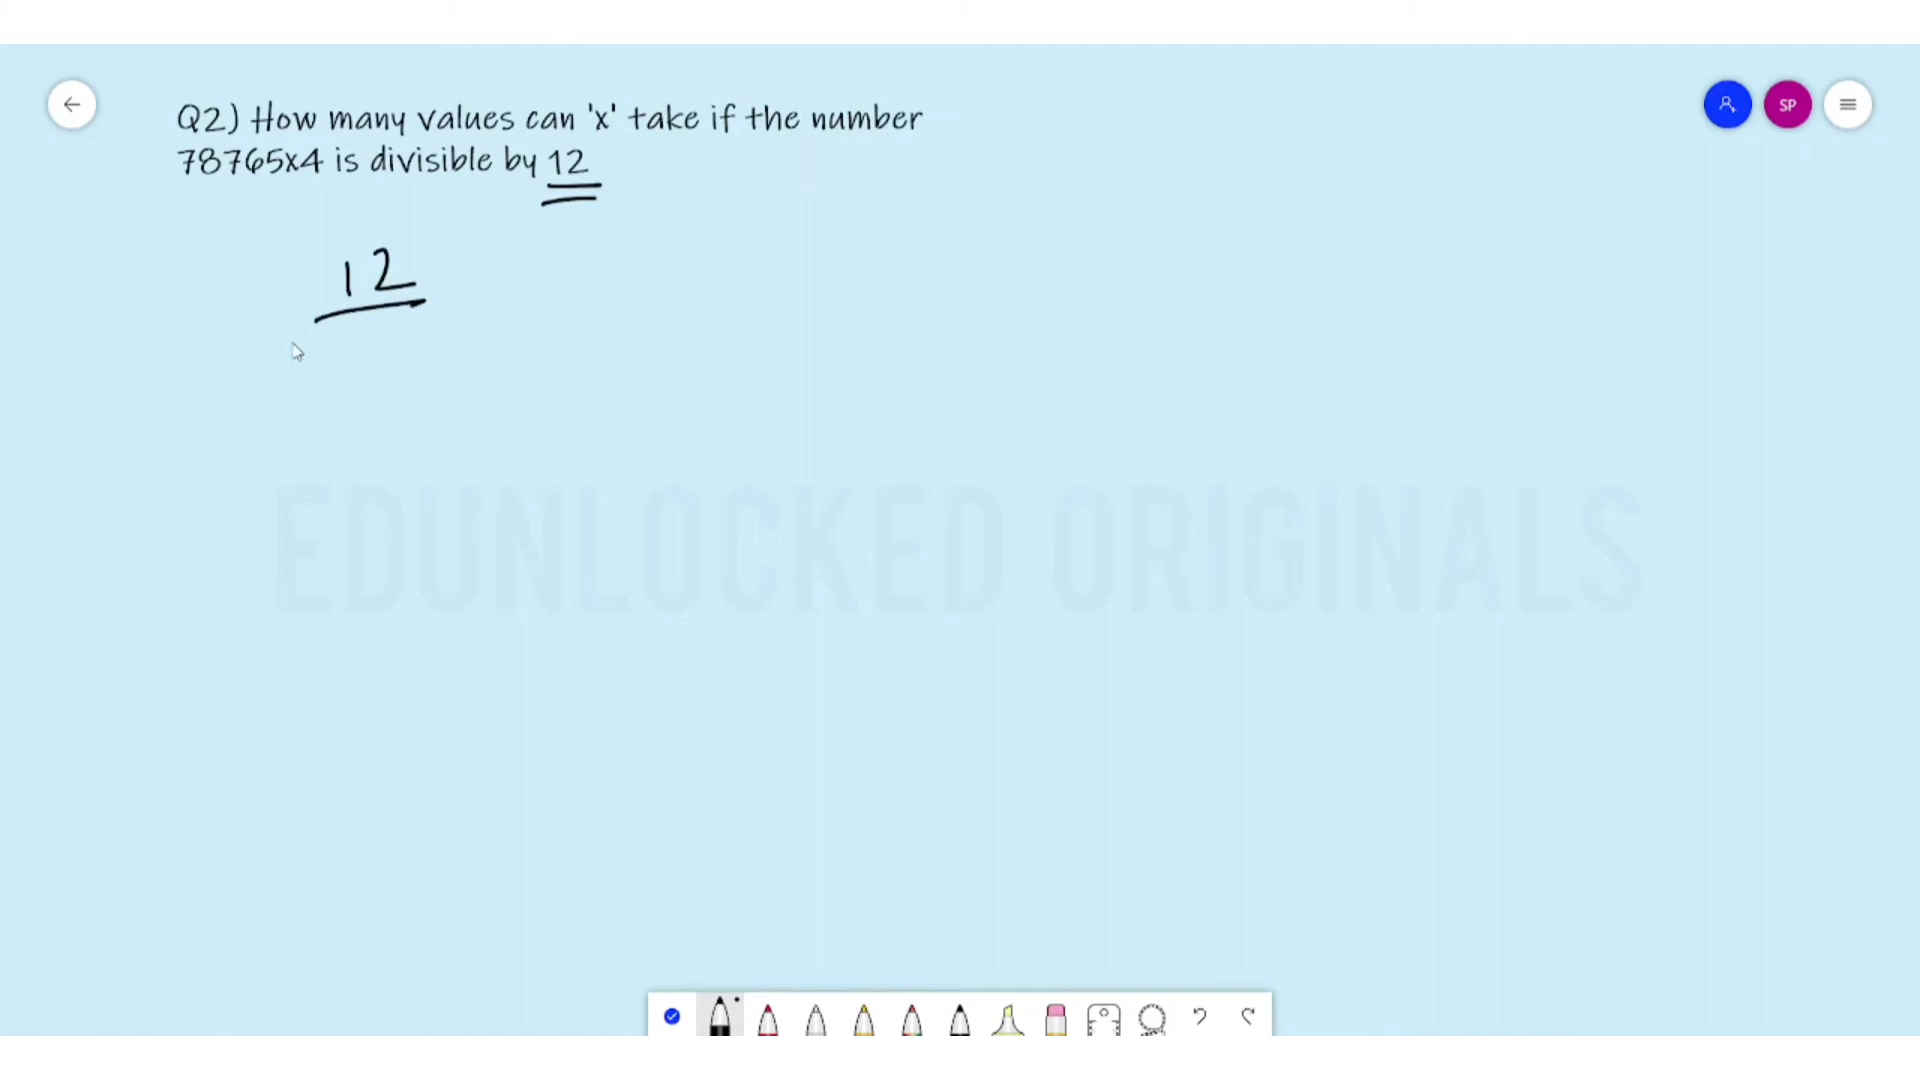 Q2) How many values can 'x' take if the number
78765x4 is divisible by 12
12
SP
EDUNLOCKED ORIGINALS